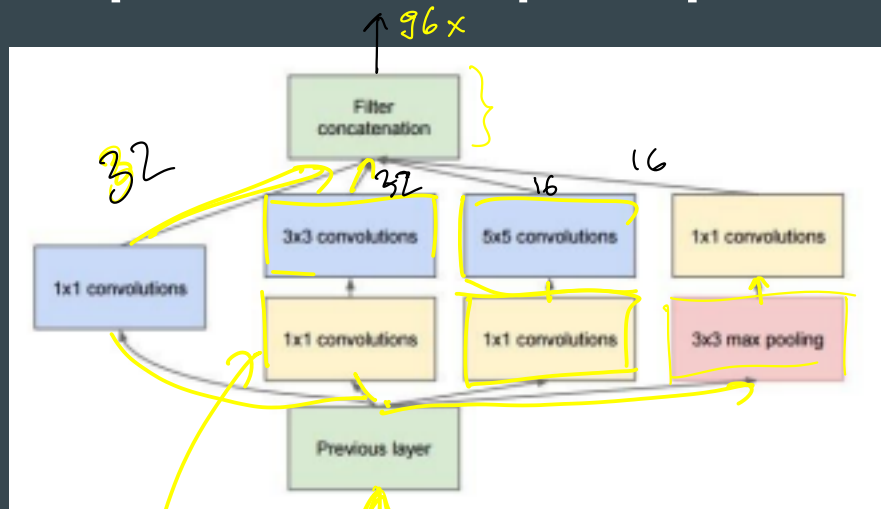 96 x
Filter
concatenation
32
32
16
16
3x3 convolutions
5x5 convolutions
1x1 convolutions
1x1 convolutions
1x1 convolutions
1x1 convolutions
3x3 max pooling
Previous layer